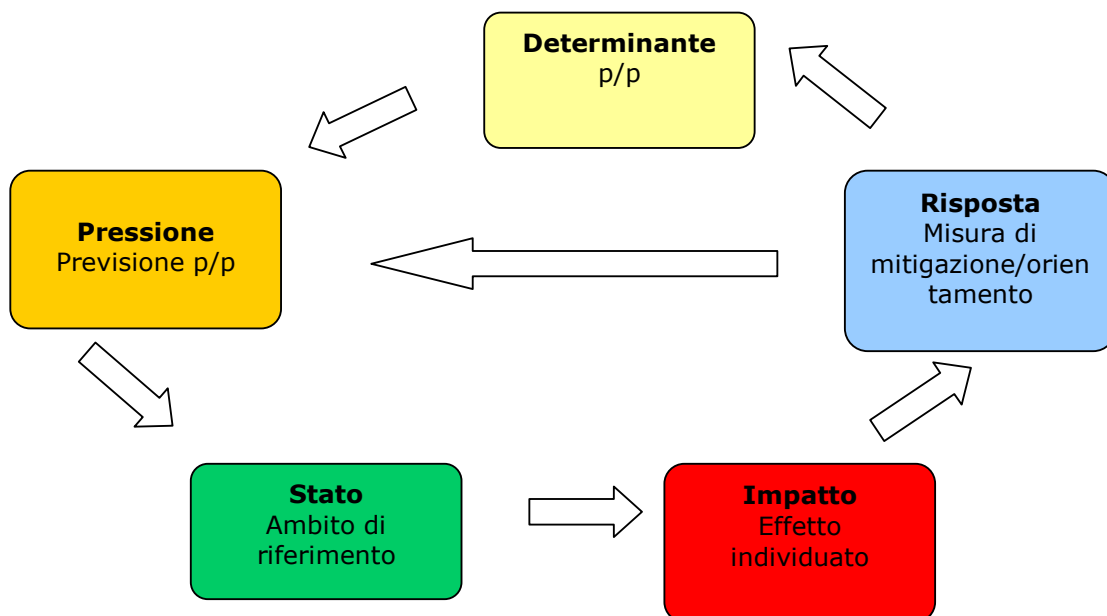 Determinante
p/p
Pressione
Previsione p/p
Risposta
Misura di
mitigazione/orien
tamento
Stato
Ambito di
riferimento
Impatto
Effetto
individuato